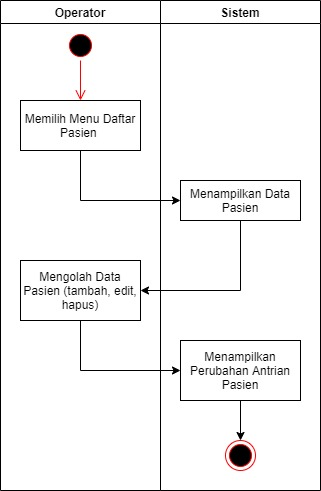 Operator
Sistem
Memilih Menu Daftar
Pasien
Menampilkan Data
Pasien
Mengolah Data
Pasien (tambah, edit,
hapus)
Menampilkan
Perubahan Antrian
Pasien